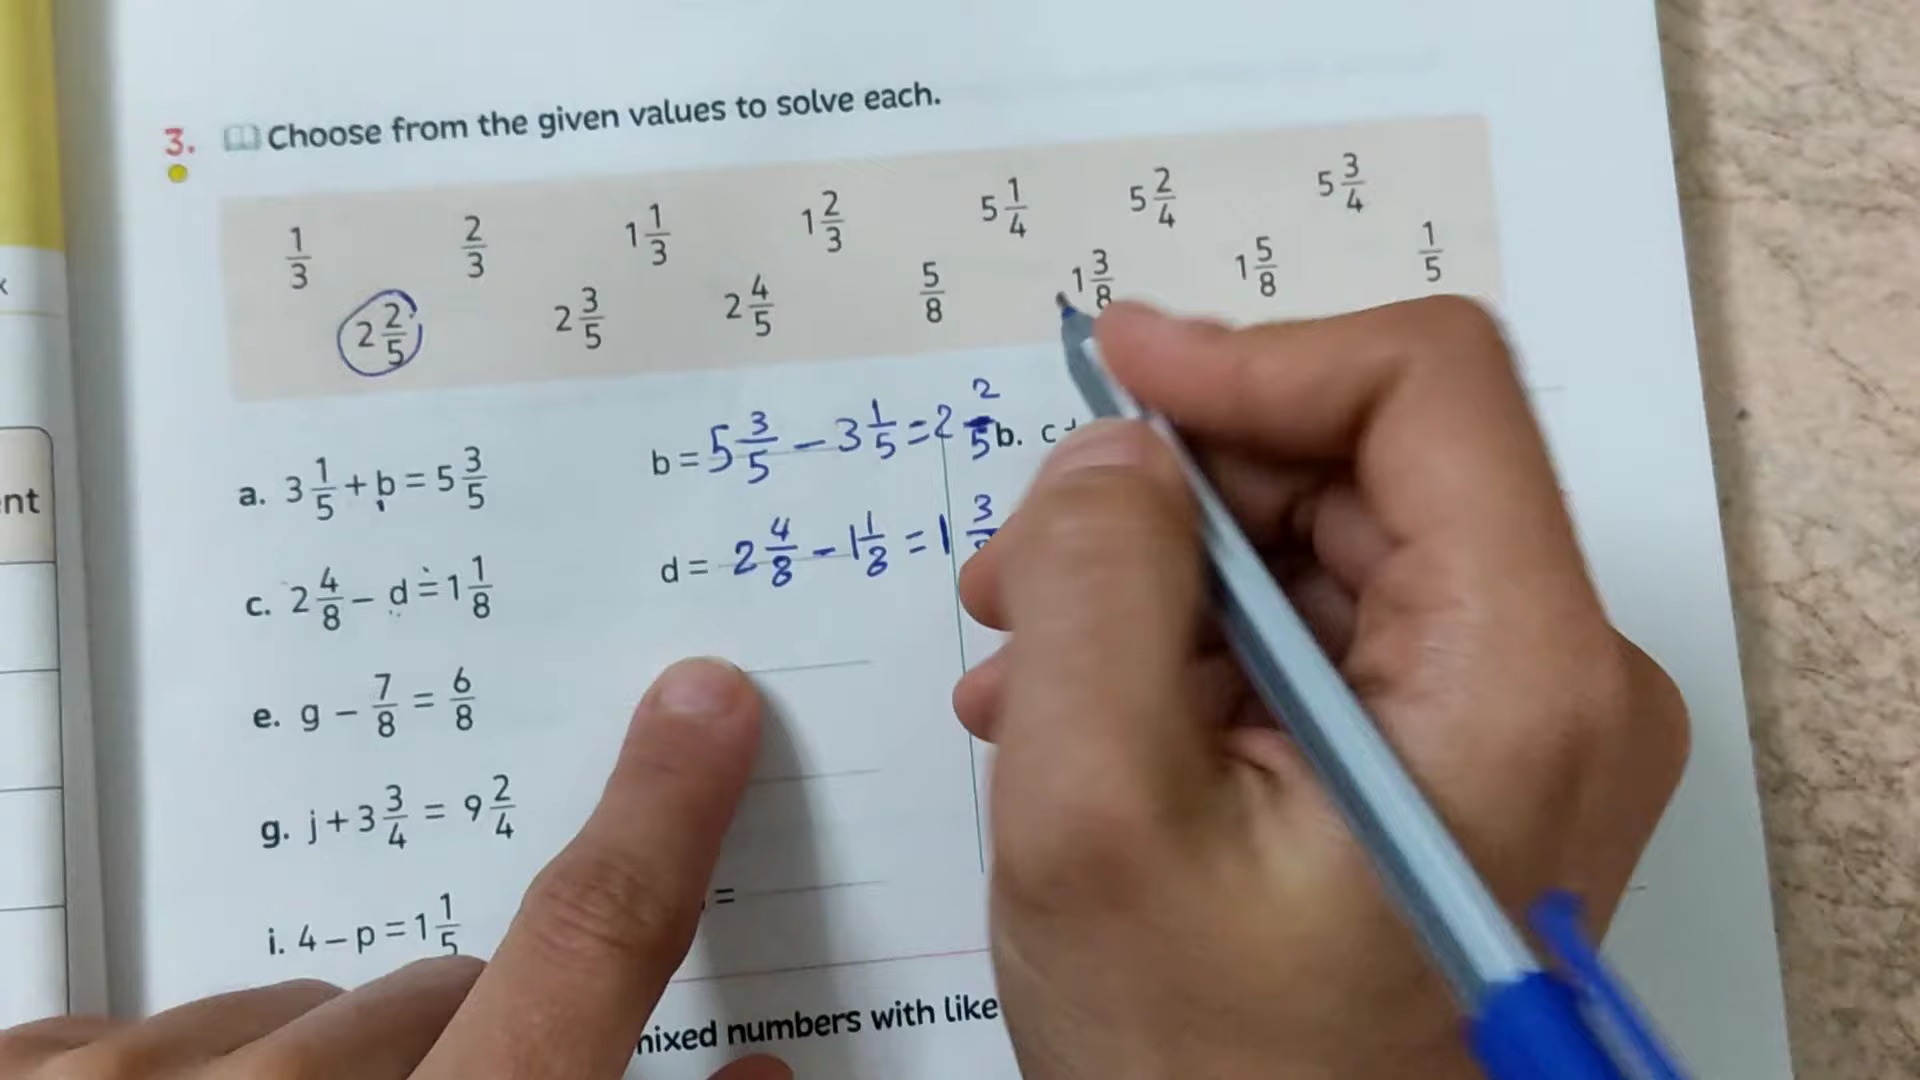 3. Choose from the given values to solve each.
1/3 2/3 1 1/3 1 2/3 5 1/4 5 2/4 5 3/4
2 2/5 2 3/5 2 4/5 5/8 1 3/8 1 5/8 1/5
a. 3 1/5 + b = 5 3/5 b = 5 3/5 - 3 1/5 = 2 2/5 b. c
c. 2 4/8 - d = 1 1/8 d = 2 4/8 - 1 1/8 = 1 3
e. g - 7/8 = 6/8
g. j + 3 3/4 = 9 2/4
i. 4 - p = 1 1/5 =
mixed numbers with like
nt